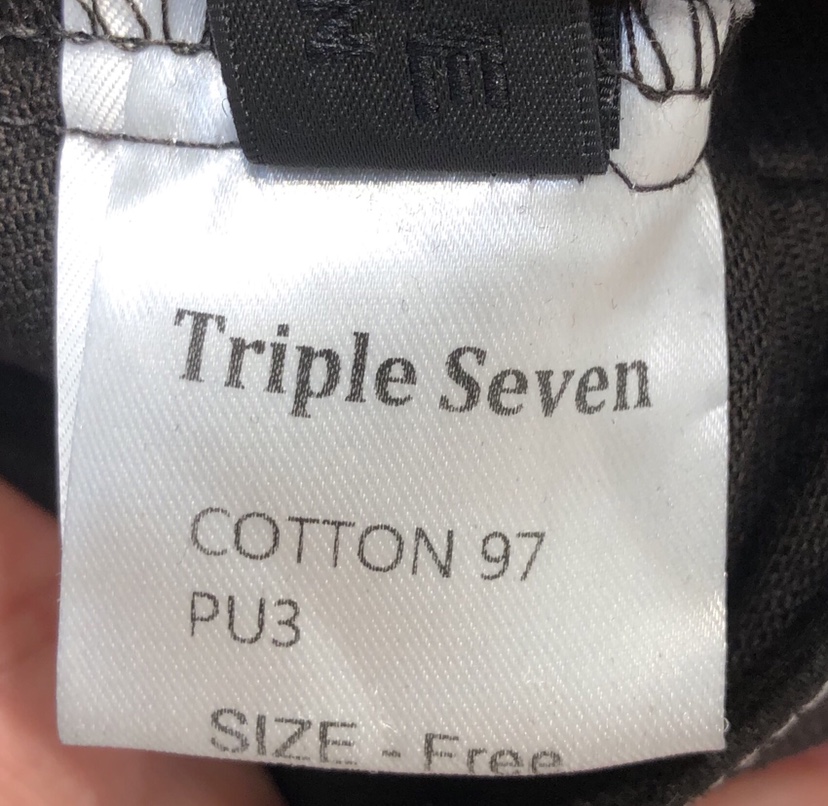 Triple Seven
COTTON 97
PU3
SIZE - Free